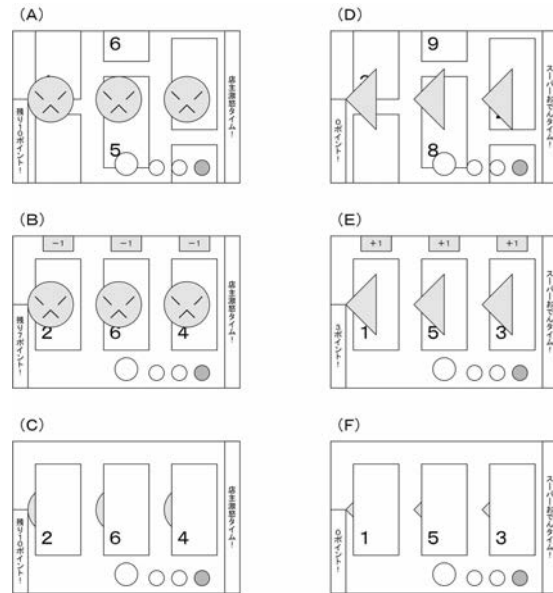 (A)
6
店主激怒タイム!
残り10ポイント!
5
(D)
9
スーパーおでんタイム!
0ポイント!
8
(B)
−1 −1 −1
店主激怒タイム!
残り7ポイント!
2 6 4
(E)
+1 +1 +1
スーパーおでんタイム!
3ポイント!
1 5 3
(C)
店主激怒タイム!
残り10ポイント!
2 6 4
(F)
スーパーおでんタイム!
0ポイント!
1 5 3